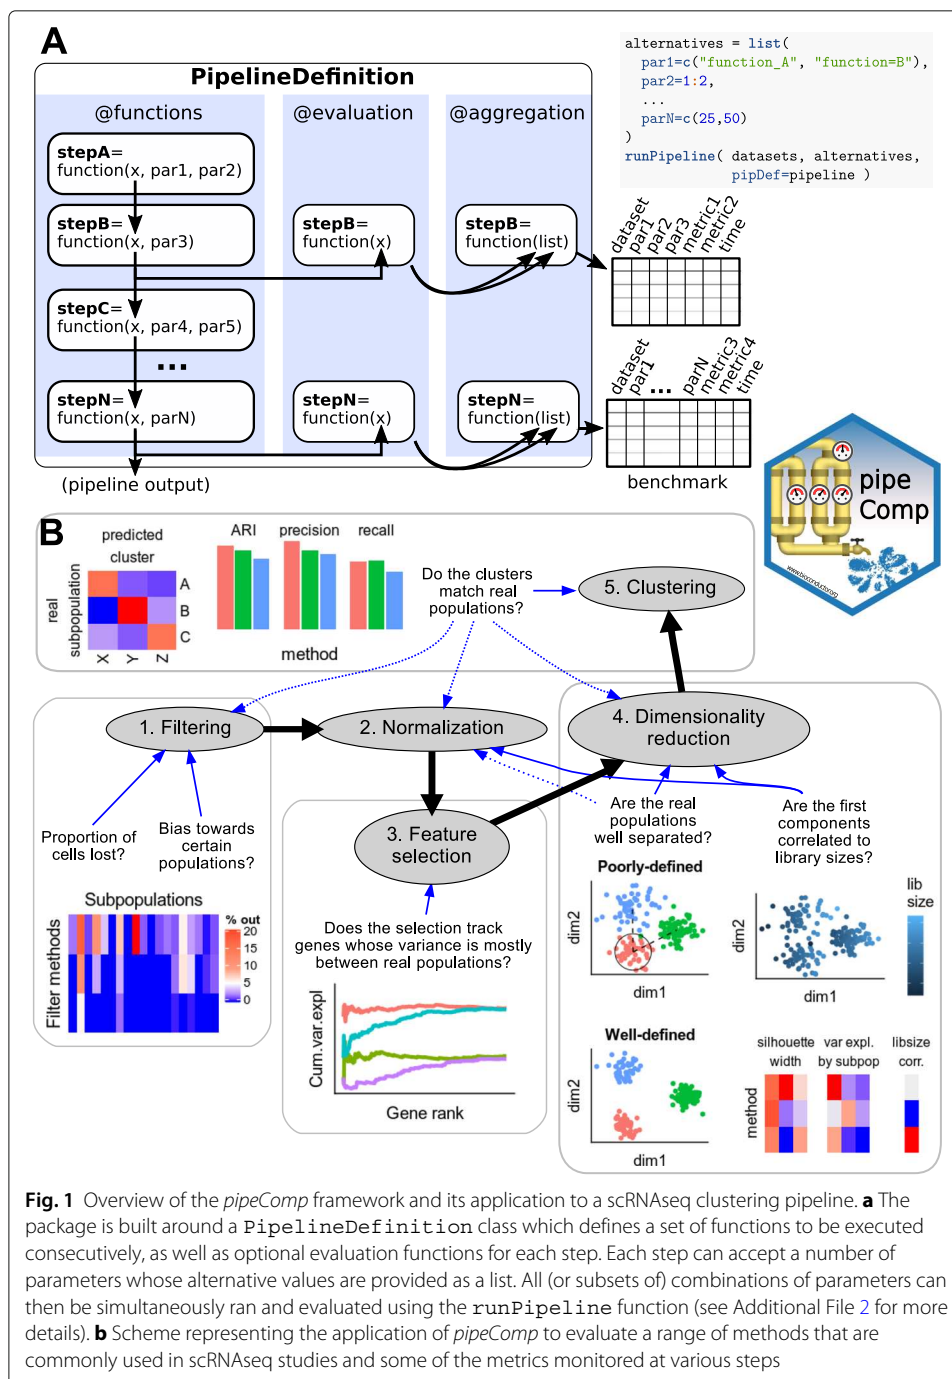 A
PipelineDefinition
@functions
@evaluation
@aggregation
stepA=
function(x, par1, par2)
stepB=
function(x, par3)
stepB=
function(x)
stepB=
function(list)
stepC=
function(x, par4, par5)
...
stepN=
function(x, parN)
stepN=
function(x)
stepN=
function(list)
(pipeline output)
alternatives = list(
par1=c("function_A", "function=B"),
par2=1:2,
...
parN=c(25,50)
)
runPipeline( datasets, alternatives,
pipDef=pipeline )
dataset
par1
par2
par3
metric1
metric2
time
dataset
par1
...
parN
metric3
metric4
time
benchmark
pipe
Comp
www.bioconductor.org
B
predicted
cluster
real
subpopulation
A
B
C
X
Y
Z
ARI
precision
recall
method
Do the clusters
match real
populations?
5. Clustering
1. Filtering
2. Normalization
4. Dimensionality
reduction
3. Feature
selection
Proportion of
cells lost?
Bias towards
certain
populations?
Subpopulations
Filter methods
% out
20
15
10
5
0
Does the selection track
genes whose variance is mostly
between real populations?
Cum.var.expl
Gene rank
Are the real
populations
well separated?
Are the first
components
correlated to
library sizes?
Poorly-defined
dim2
dim1
dim2
dim1
lib
size
Well-defined
dim2
dim1
silhouette
width
var expl.
by subpop
libsize
corr.
method
Fig. 1 Overview of the pipeComp framework and its application to a scRNAseq clustering pipeline. a The
package is built around a PipelineDefinition class which defines a set of functions to be executed
consecutively, as well as optional evaluation functions for each step. Each step can accept a number of
parameters whose alternative values are provided as a list. All (or subsets of) combinations of parameters can
then be simultaneously ran and evaluated using the runPipeline function (see Additional File 2 for more
details). b Scheme representing the application of pipeComp to evaluate a range of methods that are
commonly used in scRNAseq studies and some of the metrics monitored at various steps